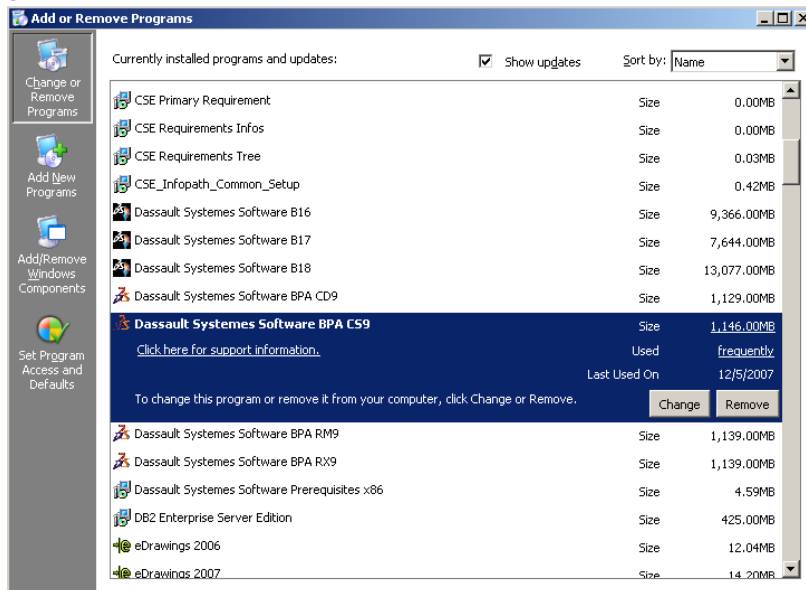 Add or Remove Programs
Change or
Remove
Programs
Add New
Programs
Add/Remove
Windows
Components
Set Program
Access and
Defaults
Currently installed programs and updates:
Show updates
Sort by: Name
CSE Primary Requirement Size 0.00MB
CSE Requirements Infos Size 0.00MB
CSE Requirements Tree Size 0.03MB
CSE_Infopath_Common_Setup Size 0.42MB
Dassault Systemes Software B16 Size 9,366.00MB
Dassault Systemes Software B17 Size 7,644.00MB
Dassault Systemes Software B18 Size 13,077.00MB
Dassault Systemes Software BPA CD9 Size 1,129.00MB
Dassault Systemes Software BPA CS9 Size 1,146.00MB
Click here for support information. Used frequently
Last Used On 12/5/2007
To change this program or remove it from your computer, click Change or Remove. Change Remove
Dassault Systemes Software BPA RM9 Size 1,139.00MB
Dassault Systemes Software BPA RX9 Size 1,139.00MB
Dassault Systemes Software Prerequisites x86 Size 4.59MB
DB2 Enterprise Server Edition Size 425.00MB
eDrawings 2006 Size 12.04MB
eDrawings 2007 Size 14.20MB